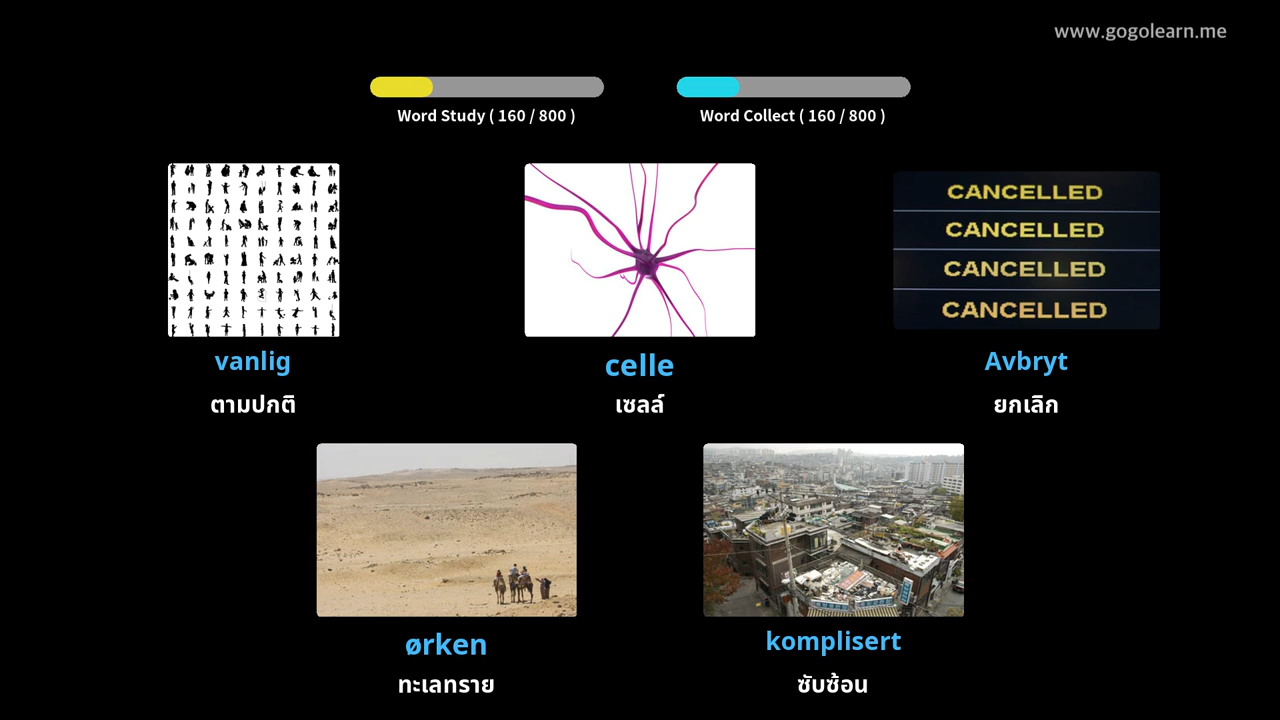 www.gogolearn.me
Word Study ( 160 / 800 )
Word Collect ( 160 / 800 )
CANCELLED
CANCELLED
CANCELLED
CANCELLED
vanlig
celle
Avbryt
ตามปกติ
เซลล์
ยกเลิก
ørken
komplisert
ทะเลทราย
ซับซ้อน